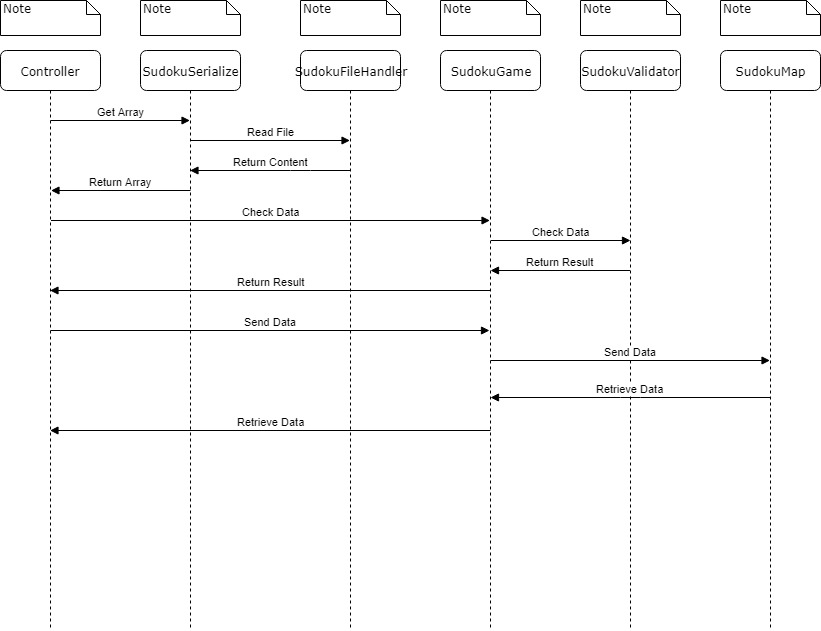 Note
Note
Note
Note
Note
Note
Controller
SudokuSerialize
SudokuFileHandler
SudokuGame
SudokuValidator
SudokuMap
Get Array
Read File
Return Content
Return Array
Check Data
Check Data
Return Result
Return Result
Send Data
Send Data
Retrieve Data
Retrieve Data